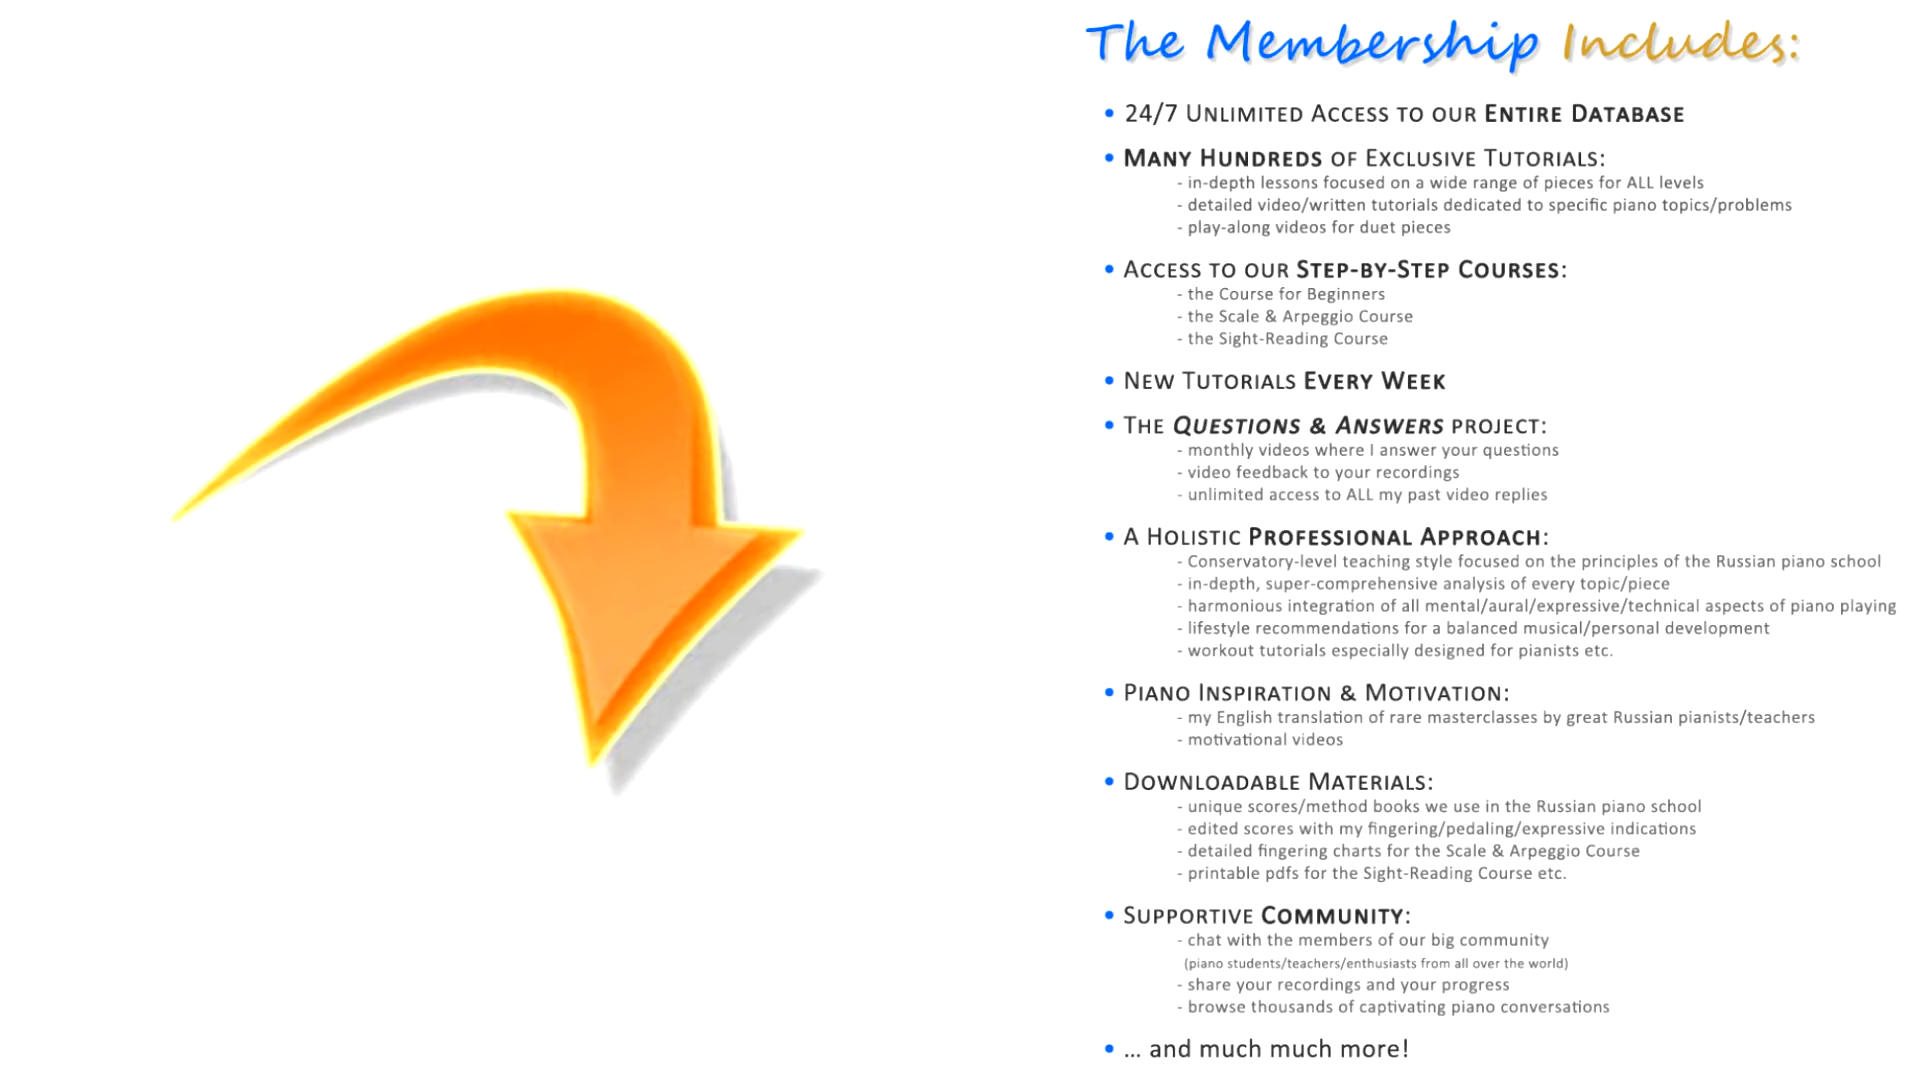 The Membership Includes:
• 24/7 Unlimited Access to our Entire Database
• Many Hundreds of Exclusive Tutorials:
- in-depth lessons focused on a wide range of pieces for ALL levels
- detailed video/written tutorials dedicated to specific piano topics/problems
- play-along videos for duet pieces
• Access to our Step-by-Step Courses:
- the Course for Beginners
- the Scale & Arpeggio Course
- the Sight-Reading Course
• New Tutorials Every Week
• The Questions & Answers project:
- monthly videos where I answer your questions
- video feedback to your recordings
- unlimited access to ALL my past video replies
• A Holistic Professional Approach:
- Conservatory-level teaching style focused on the principles of the Russian piano school
- in-depth, super-comprehensive analysis of every topic/piece
- harmonious integration of all mental/aural/expressive/technical aspects of piano playing
- lifestyle recommendations for a balanced musical/personal development
- workout tutorials especially designed for pianists etc.
• Piano Inspiration & Motivation:
- my English translation of rare masterclasses by great Russian pianists/teachers
- motivational videos
• Downloadable Materials:
- unique scores/method books we use in the Russian piano school
- edited scores with my fingering/pedaling/expressive indications
- detailed fingering charts for the Scale & Arpeggio Course
- printable pdfs for the Sight-Reading Course etc.
• Supportive Community:
- chat with the members of our big community
(piano students/teachers/enthusiasts from all over the world)
- share your recordings and your progress
- browse thousands of captivating piano conversations
• ... and much much more!